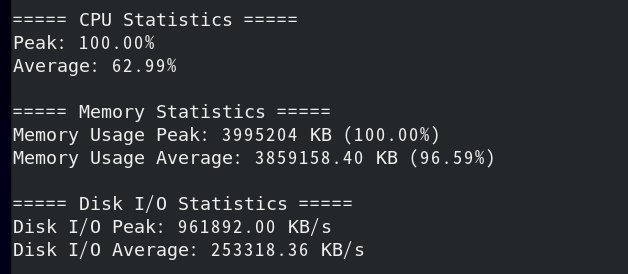 ===== CPU Statistics =====
Peak: 100.00%
Average: 62.99%
===== Memory Statistics =====
Memory Usage Peak: 3995204 KB (100.00%)
Memory Usage Average: 3859158.40 KB (96.59%)
===== Disk I/O Statistics =====
Disk I/O Peak: 961892.00 KB/s
Disk I/O Average: 253318.36 KB/s